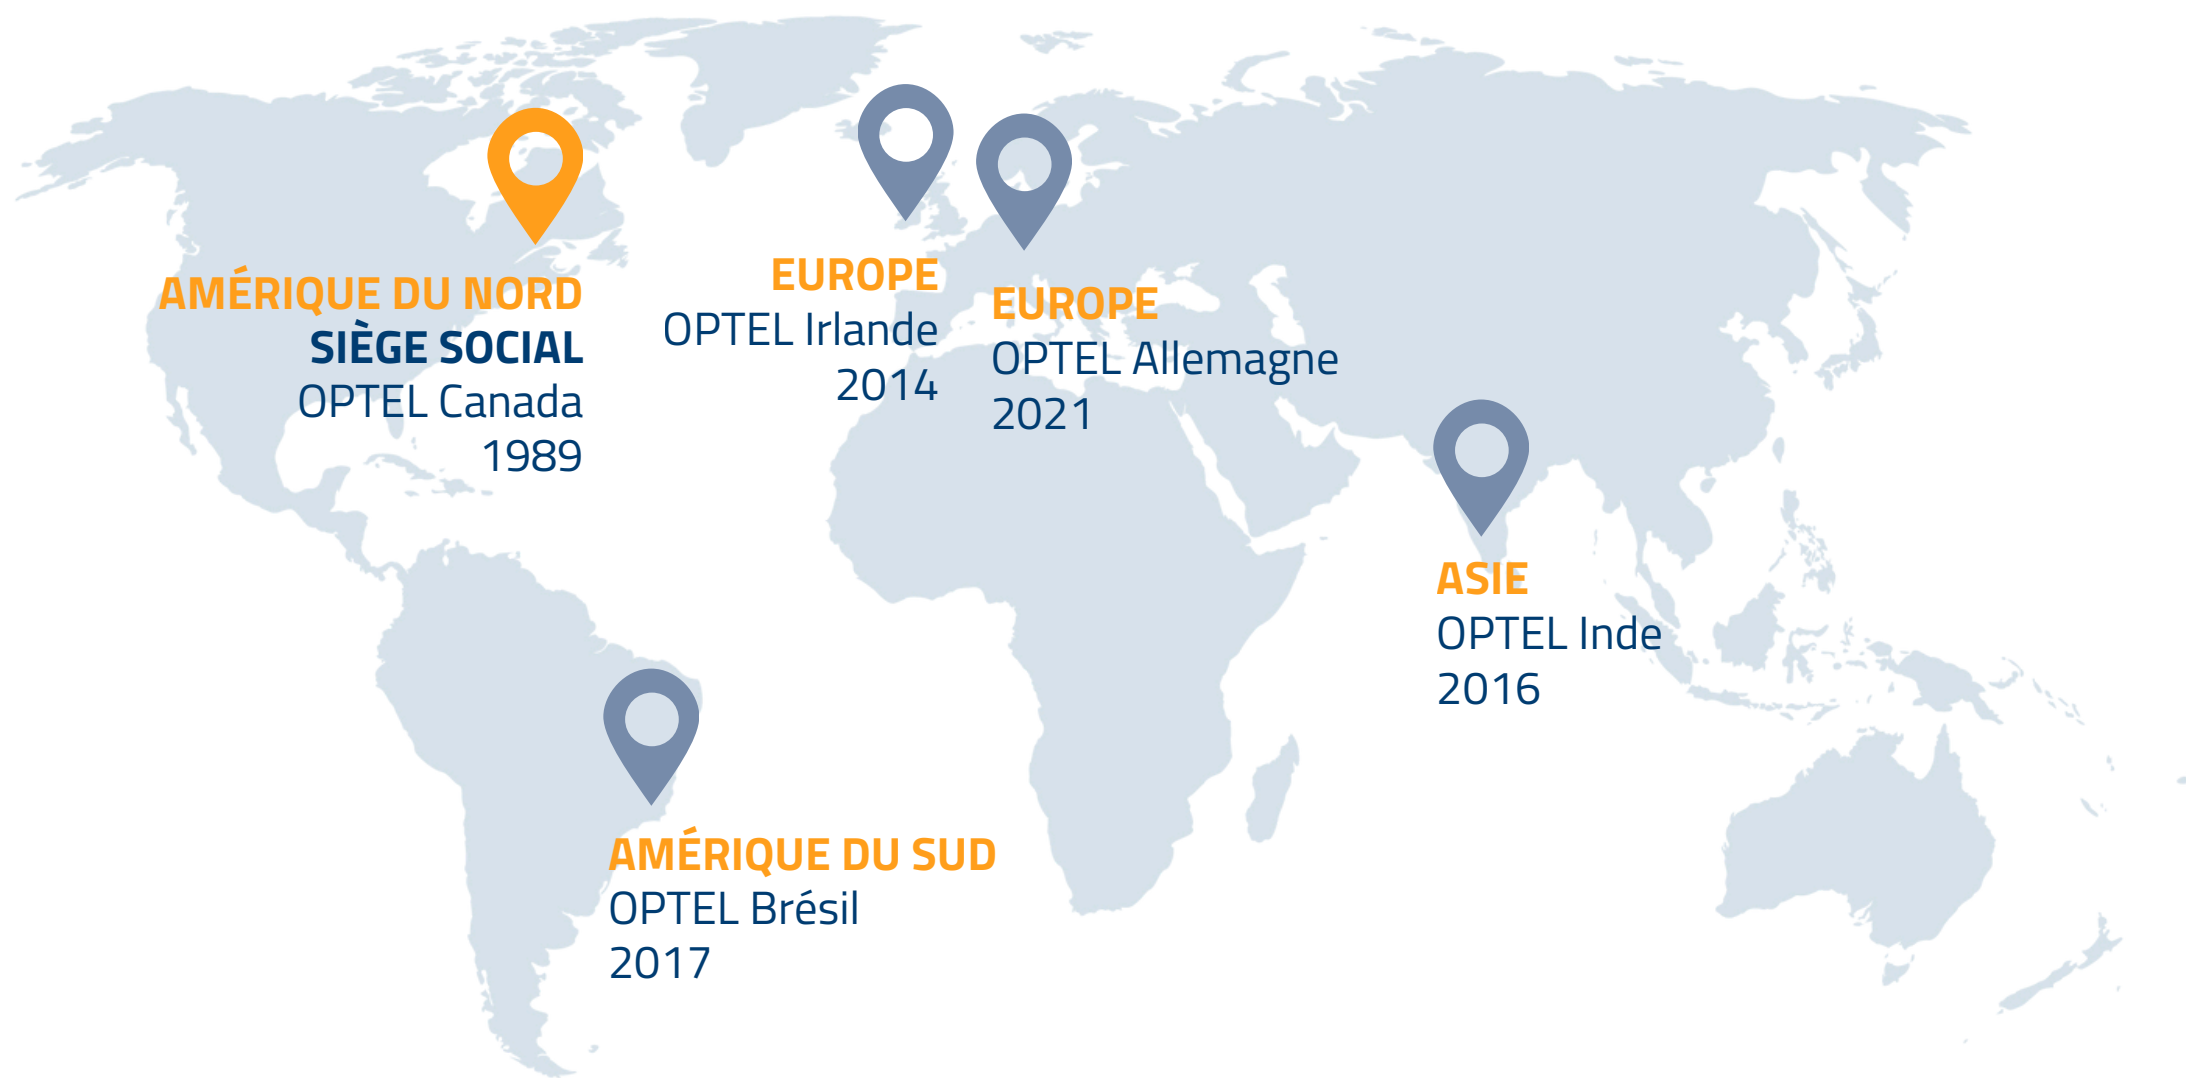 AMÉRIQUE DU NORD
SIÈGE SOCIAL
OPTEL Canada
1989
EUROPE
OPTEL Irlande
2014
EUROPE
OPTEL Allemagne
2021
ASIE
OPTEL Inde
2016
AMÉRIQUE DU SUD
OPTEL Brésil
2017